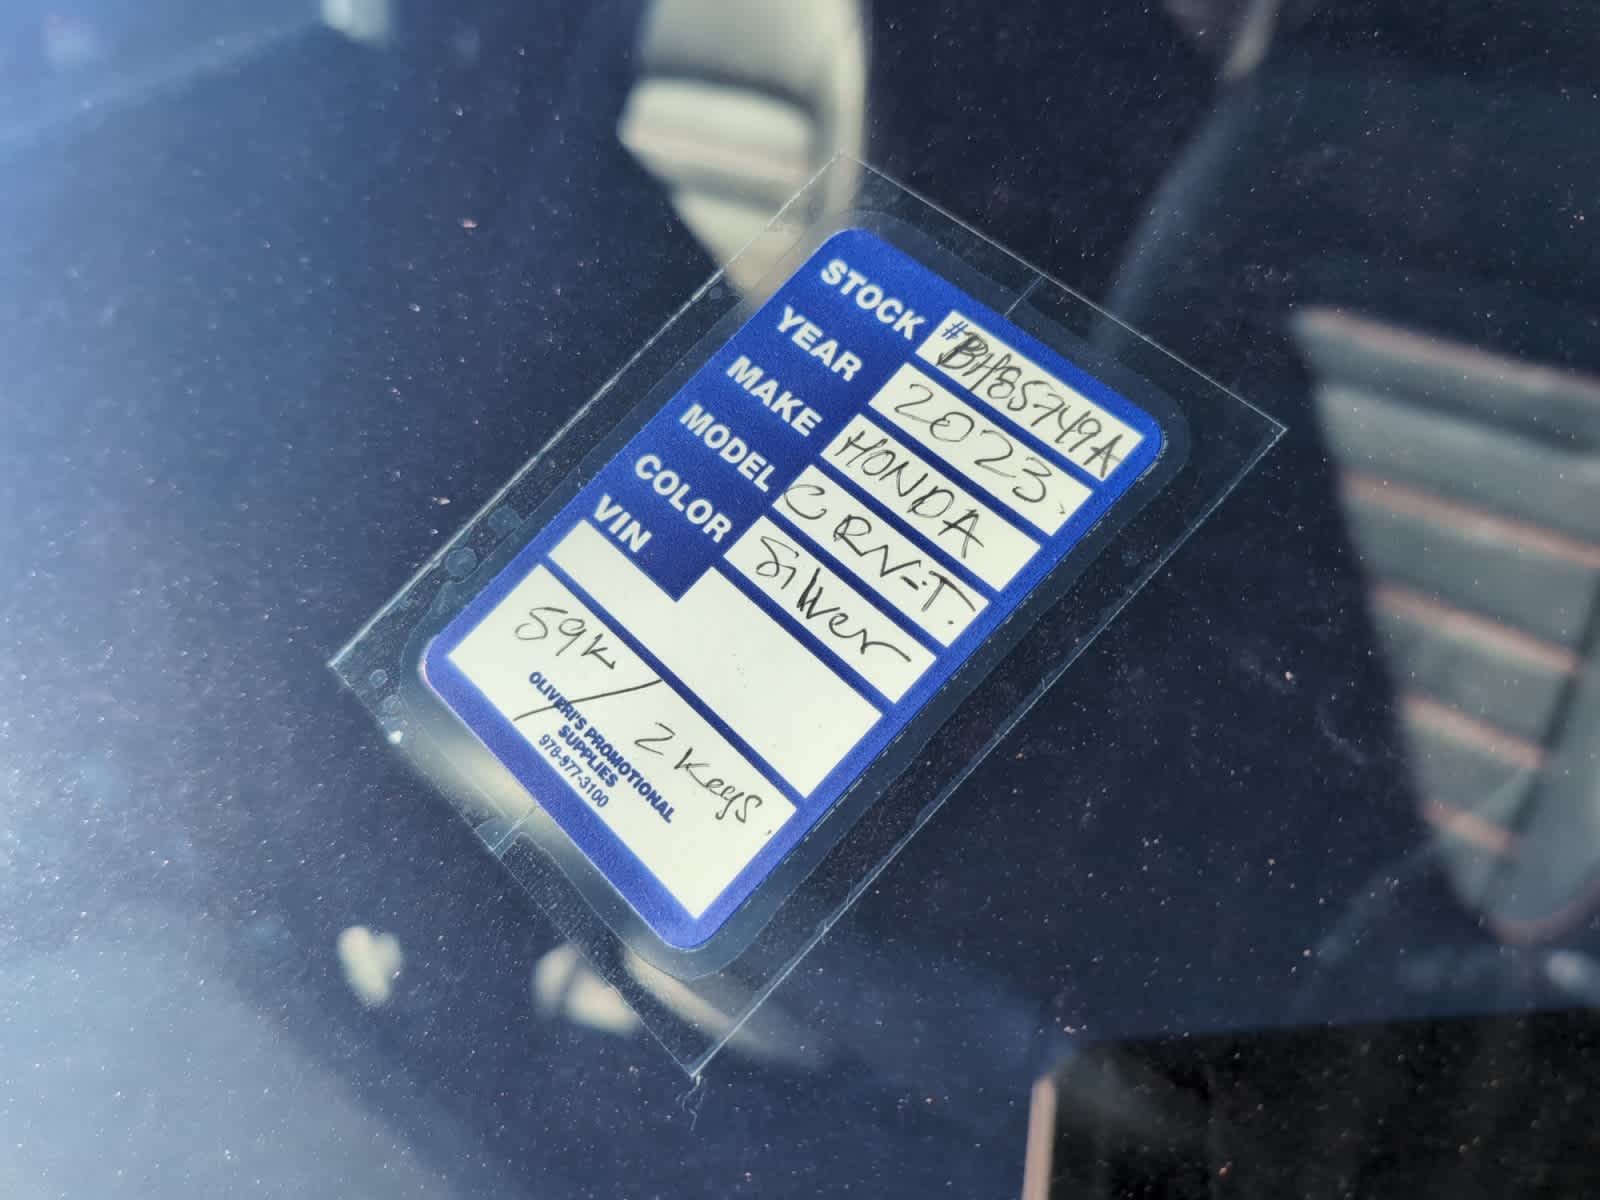 STOCK #BH85749A
YEAR 2023
MAKE HONDA
MODEL CRV-T.
COLOR Silver
VIN
59K / 2 Keys.
OLIVERI'S PROMOTIONAL
SUPPLIES
978-977-3100